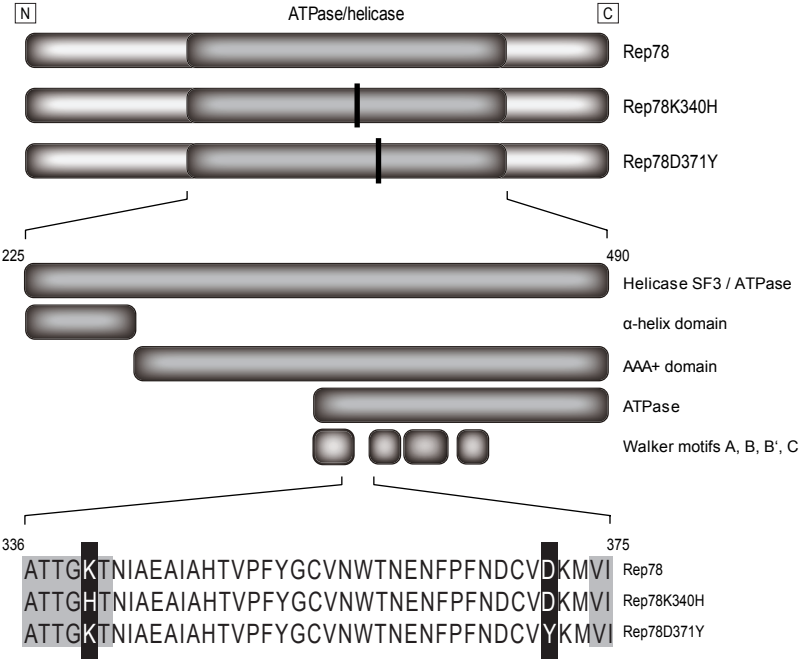 N ATPase/helicase C
Rep78
Rep78K340H
Rep78D371Y
225 490
Helicase SF3 / ATPase
α-helix domain
AAA+ domain
ATPase
Walker motifs A, B, B‘, C
336 375
ATTGKTNIAEAIAHTVPFYGCVNWTNENFPFNDCVDKMVI Rep78
ATTGHTNIAEAIAHTVPFYGCVNWTNENFPFNDCVDKMVI Rep78K340H
ATTGKTNIAEAIAHTVPFYGCVNWTNENFPFNDCVYKMVI Rep78D371Y